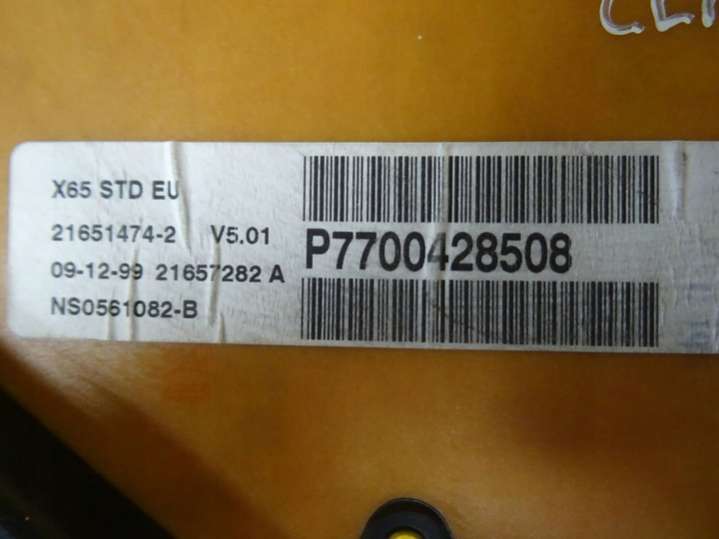 X65 STD EU
21651474-2 V5.01
09-12-99 21657282 A
NS0561082-B
P7700428508